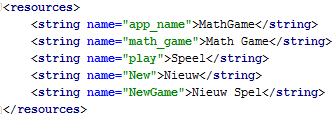 <resources>
    <string name="app_name">MathGame</string>
    <string name="math_game">Math Game</string>
    <string name="play">Speel</string>
    <string name="New">Nieuw</string>
    <string name="NewGame">Nieuw Spel</string>
</resources>